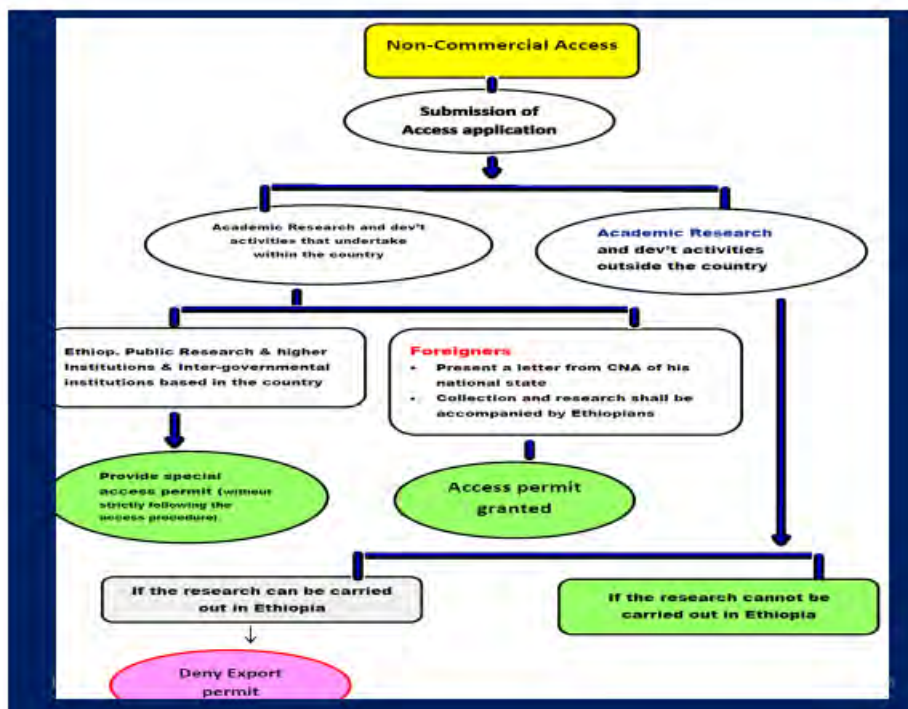 Non-Commercial Access
Submission of
Access application
Academic Research and dev't
activities that undertake
within the country
Academic Research
and dev't activities
outside the country
Ethiop. Public Research & higher
Institutions & Inter-governmental
institutions based in the country
Foreigners
• Present a letter from CNA of his
national state
• Collection and research shall be
accompanied by Ethiopians
Provide special
access permit (without
strictly following the
access procedure).
Access permit
granted
If the research can be carried
out in Ethiopia
If the research cannot be
carried out in Ethiopia
Deny Export
permit